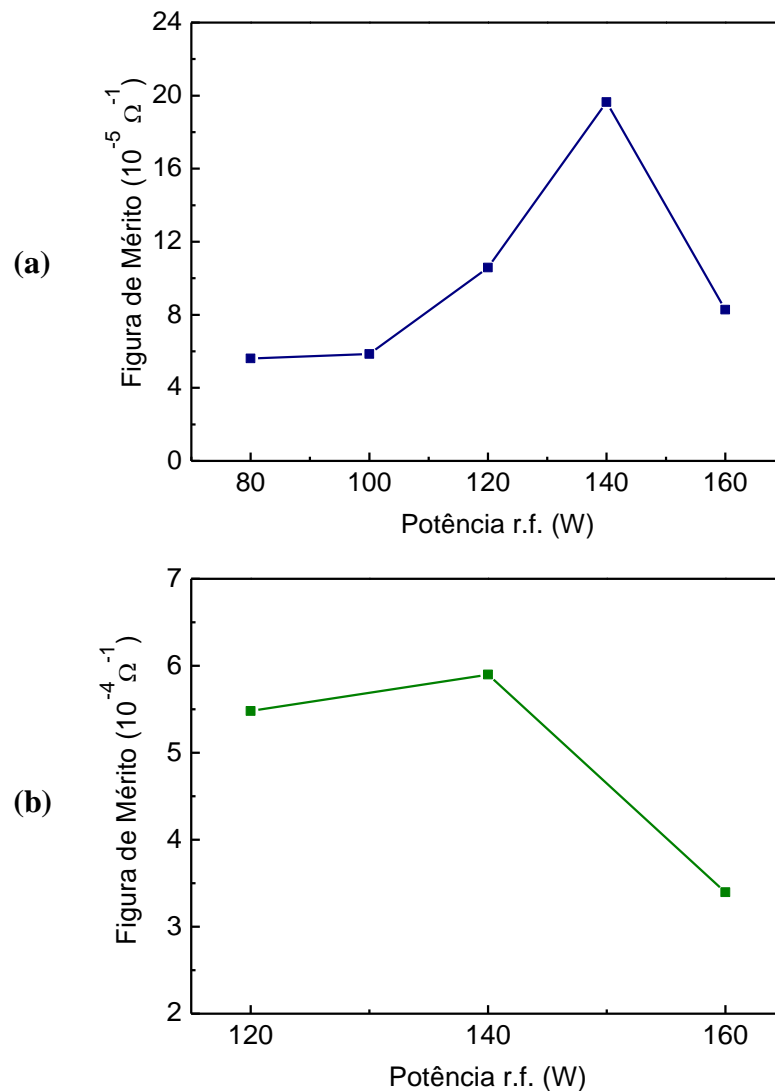 (a)
Figura de Mérito (10⁻⁵ Ω⁻¹)
24
20
16
12
8
4
0
80 100 120 140 160
Potência r.f. (W)
(b)
Figura de Mérito (10⁻⁴ Ω⁻¹)
7
6
5
4
3
2
120 140 160
Potência r.f. (W)